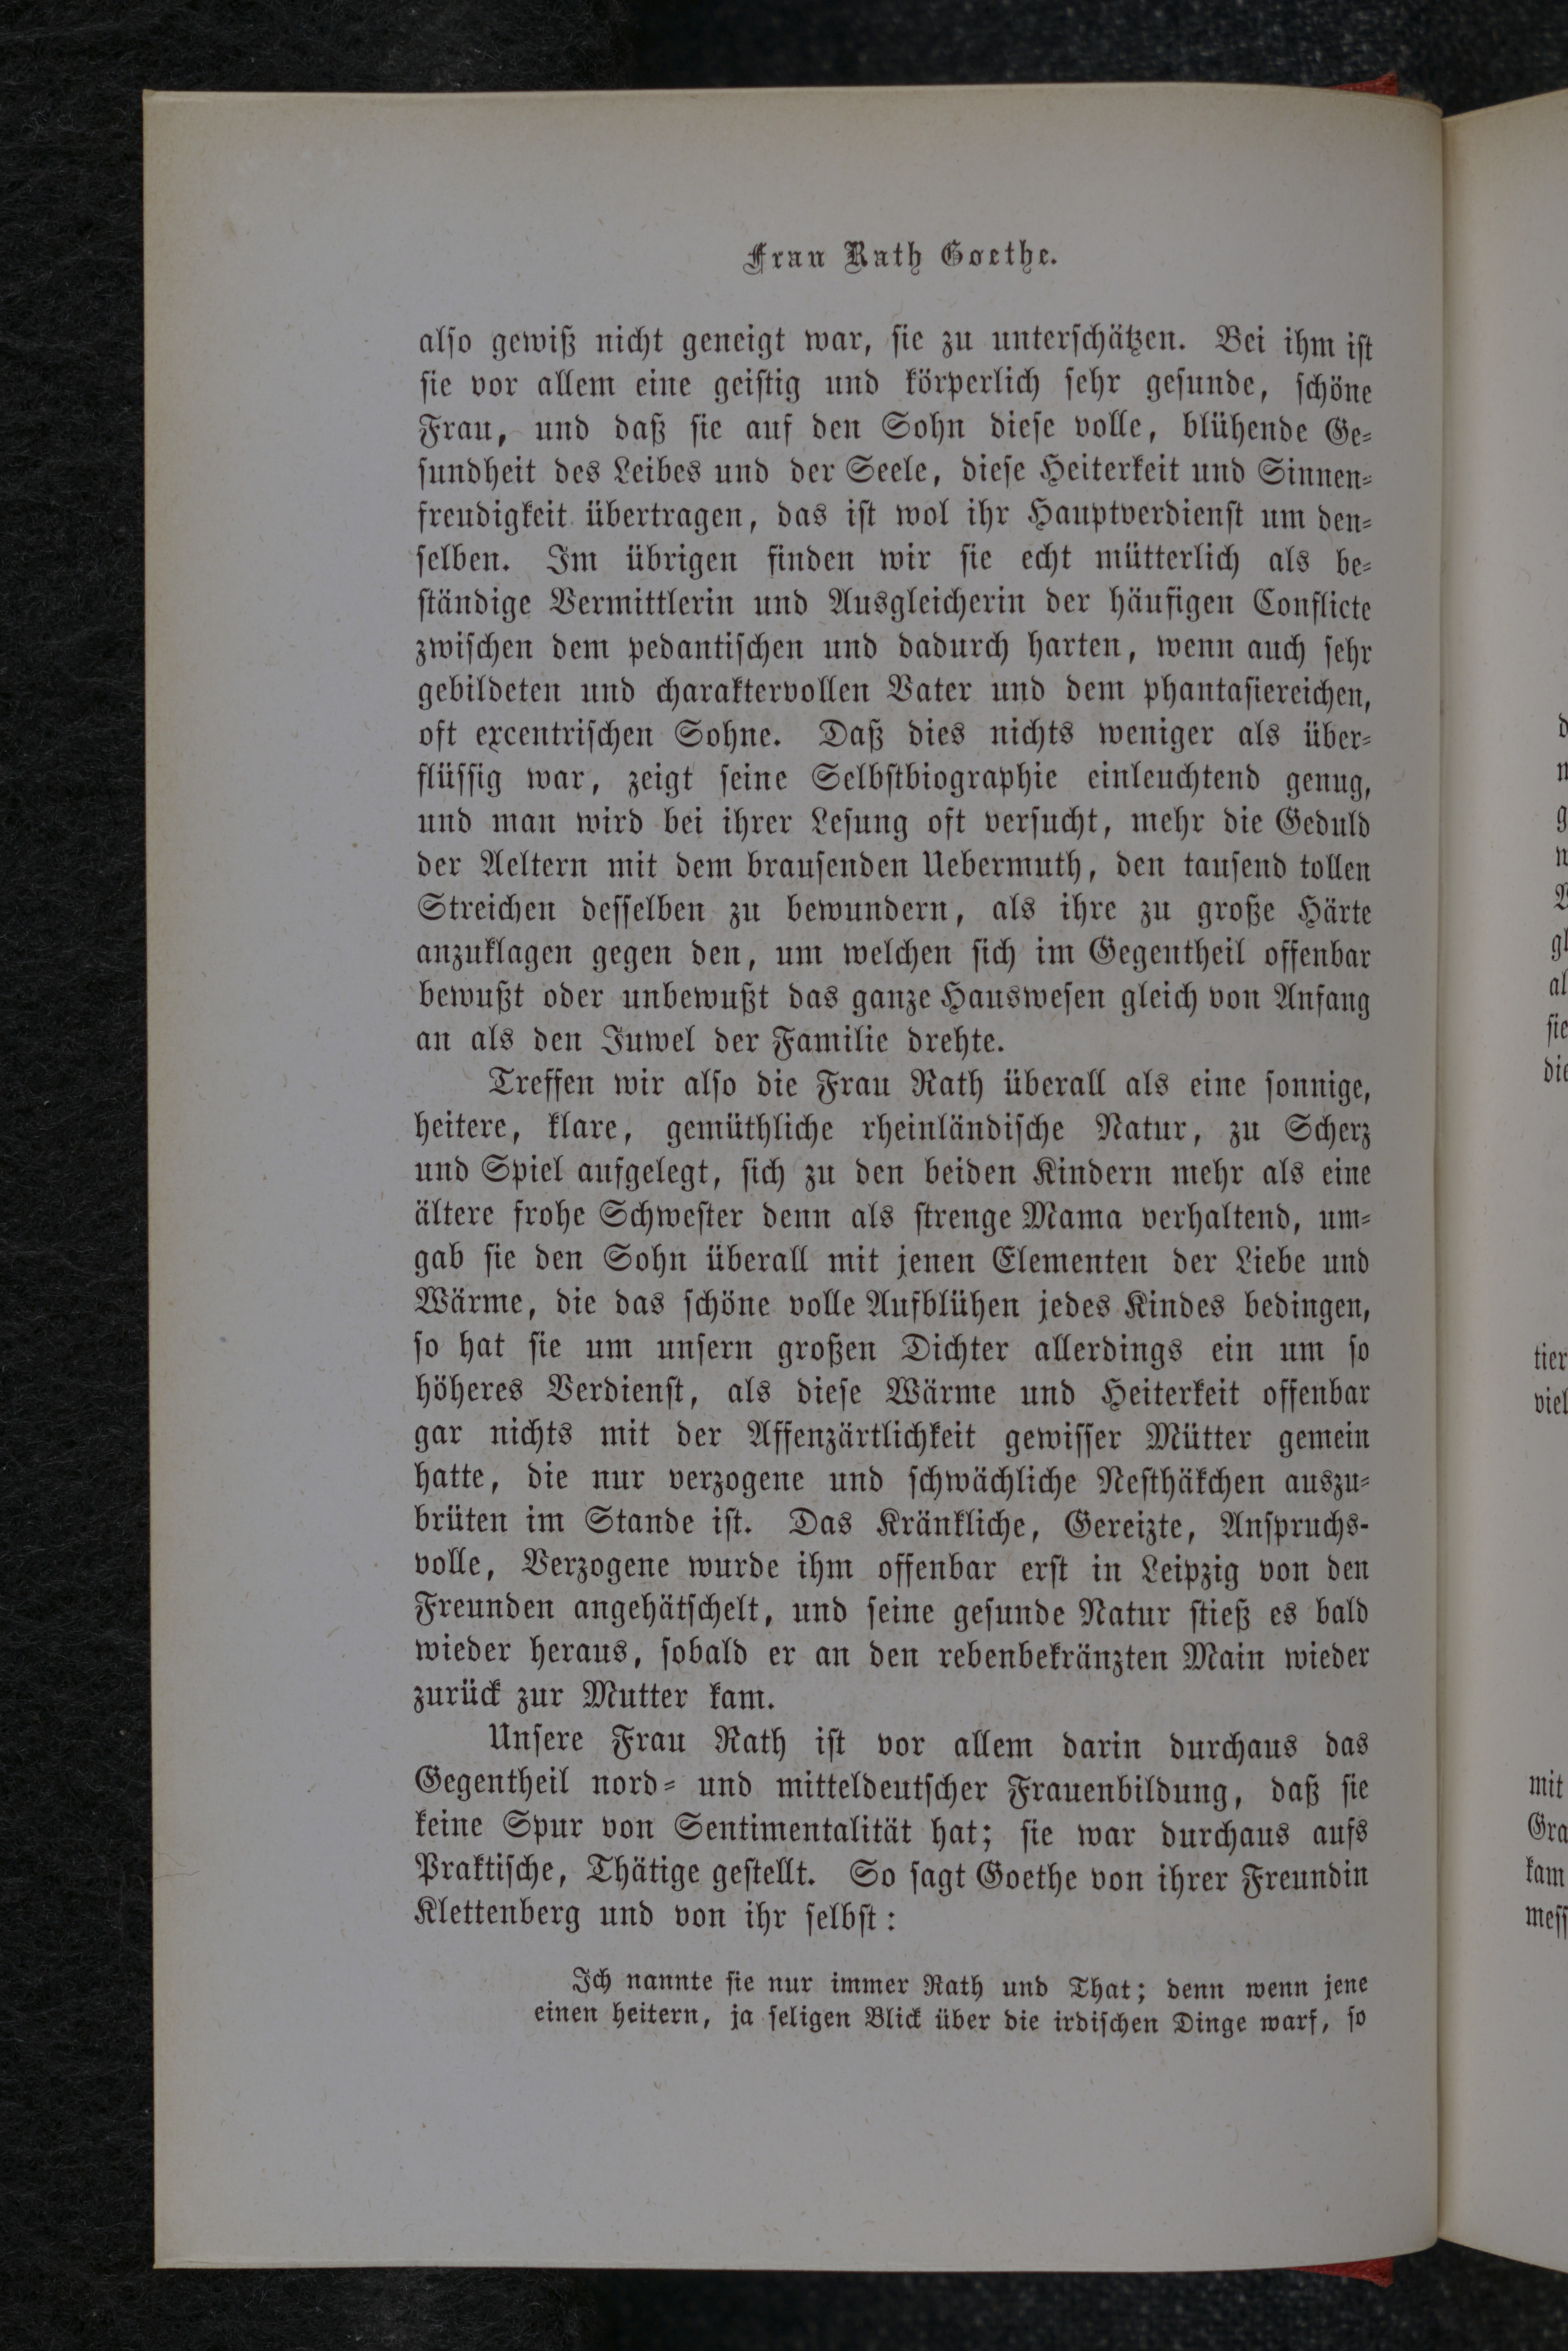 Frau Rath Goethe.
also gewiß nicht geneigt war, sie zu unterschätzen. Bei ihm ist
sie vor allem eine geistig und körperlich sehr gesunde, schöne
Frau, und daß sie auf den Sohn diese volle, blühende Ge-
sundheit des Leibes und der Seele, diese Heiterkeit und Sinnen-
freudigkeit übertragen, das ist wol ihr Hauptverdienst um den-
selben. Im übrigen finden wir sie echt mütterlich als be-
ständige Vermittlerin und Ausgleicherin der häufigen Conflicte
zwischen dem pedantischen und dadurch harten, wenn auch sehr
gebildeten und charaktervollen Vater und dem phantasiereichen,
oft excentrischen Sohne. Daß dies nichts weniger als über-
flüssig war, zeigt seine Selbstbiographie einleuchtend genug,
und man wird bei ihrer Lesung oft versucht, mehr die Geduld
der Aeltern mit dem brausenden Uebermuth, den tausend tollen
Streichen desselben zu bewundern, als ihre zu große Härte
anzuklagen gegen den, um welchen sich im Gegentheil offenbar
bewußt oder unbewußt das ganze Hauswesen gleich von Anfang
an als den Juwel der Familie drehte.
Treffen wir also die Frau Rath überall als eine sonnige,
heitere, klare, gemüthliche rheinländische Natur, zu Scherz
und Spiel aufgelegt, sich zu den beiden Kindern mehr als eine
ältere frohe Schwester denn als strenge Mama verhaltend, um-
gab sie den Sohn überall mit jenen Elementen der Liebe und
Wärme, die das schöne volle Aufblühen jedes Kindes bedingen,
so hat sie um unsern großen Dichter allerdings ein um so
höheres Verdienst, als diese Wärme und Heiterkeit offenbar
gar nichts mit der Affenzärtlichkeit gewisser Mütter gemein
hatte, die nur verzogene und schwächliche Nesthäkchen auszu-
brüten im Stande ist. Das Kränkliche, Gereizte, Anspruchs-
volle, Verzogene wurde ihm offenbar erst in Leipzig von den
Freunden angehätschelt, und seine gesunde Natur stieß es bald
wieder heraus, sobald er an den rebenbekränzten Main wieder
zurück zur Mutter kam.
Unsere Frau Rath ist vor allem darin durchaus das
Gegentheil nord- und mitteldeutscher Frauenbildung, daß sie
keine Spur von Sentimentalität hat; sie war durchaus aufs
Praktische, Thätige gestellt. So sagt Goethe von ihrer Freundin
Klettenberg und von ihr selbst:
Ich nannte sie nur immer Rath und That; denn wenn jene
einen heitern, ja seligen Blick über die irdischen Dinge warf, so